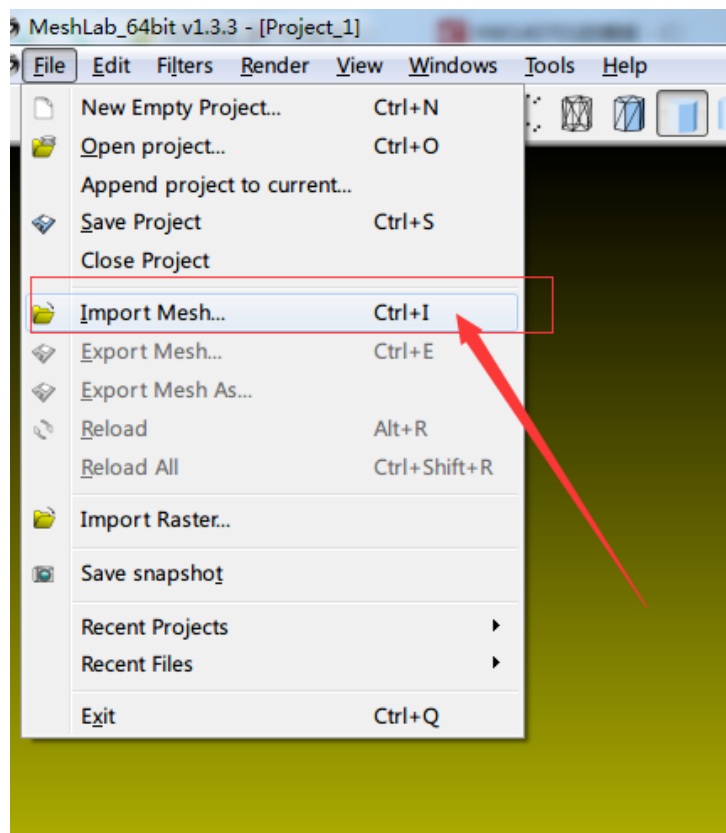 MeshLab_64bit v1.3.3 - [Project_1]
File Edit Filters Render View Windows Tools Help
New Empty Project... Ctrl+N
Open project... Ctrl+O
Append project to current...
Save Project Ctrl+S
Close Project
Import Mesh... Ctrl+I
Export Mesh... Ctrl+E
Export Mesh As...
Reload Alt+R
Reload All Ctrl+Shift+R
Import Raster...
Save snapshot
Recent Projects
Recent Files
Exit Ctrl+Q